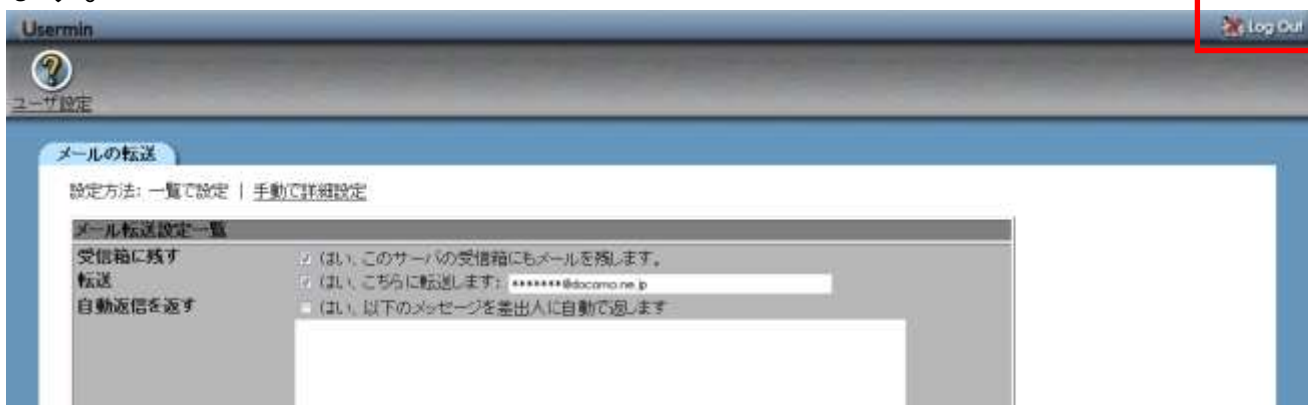 Usermin
Log Out
ユーザ設定
メールの転送
設定方法: 一覧で設定 | 手動で詳細設定
メール転送設定一覧
受信箱に残す はい、このサーバの受信箱にもメールを残します。
転送 はい、こちらに転送します: *******@docomo.ne.jp
自動返信を返す はい、以下のメッセージを差出人に自動で返します